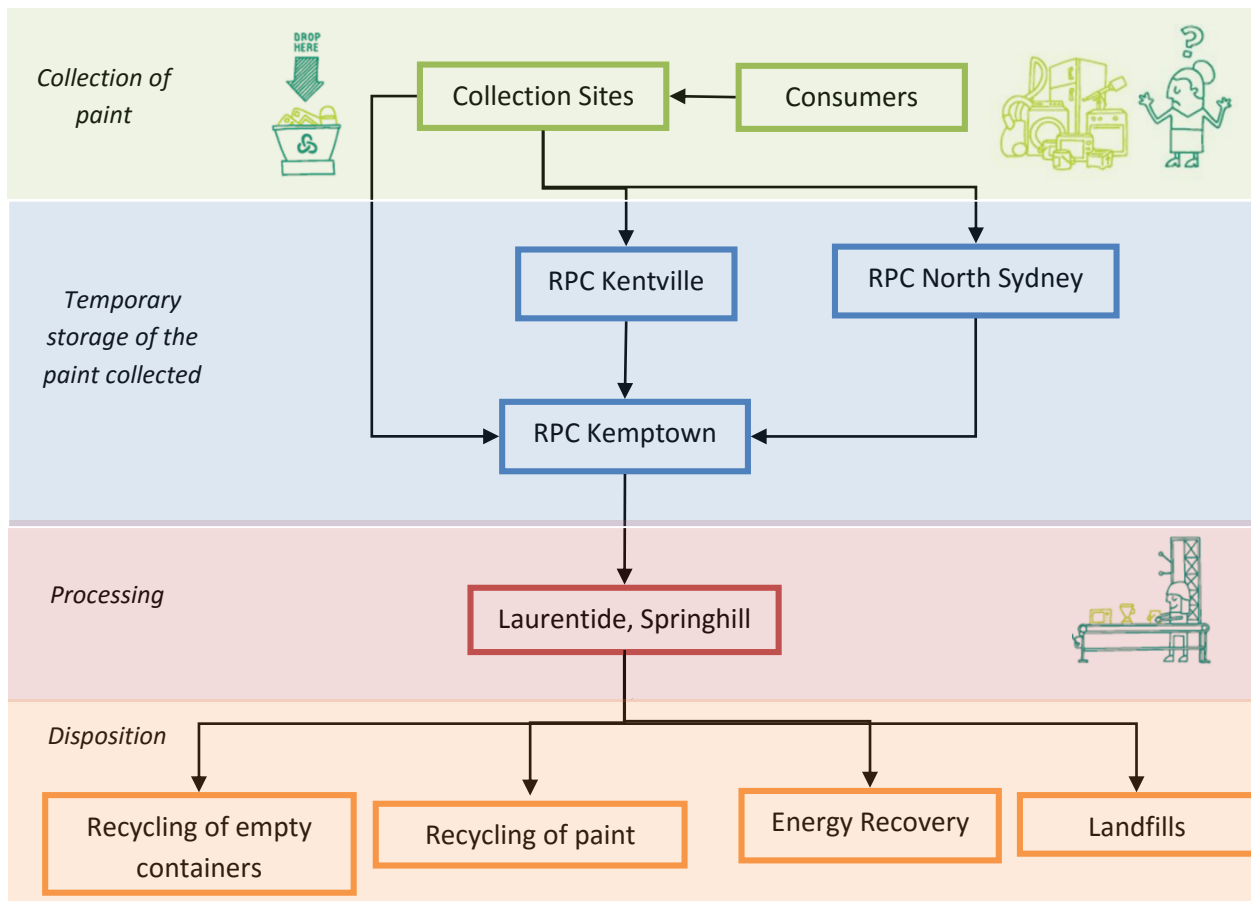 DROP
HERE
Collection of
paint
Collection Sites
Consumers
?
Temporary
storage of the
paint collected
RPC Kentville
RPC North Sydney
RPC Kemptown
Processing
Laurentide, Springhill
Disposition
Recycling of empty
containers
Recycling of paint
Energy Recovery
Landfills